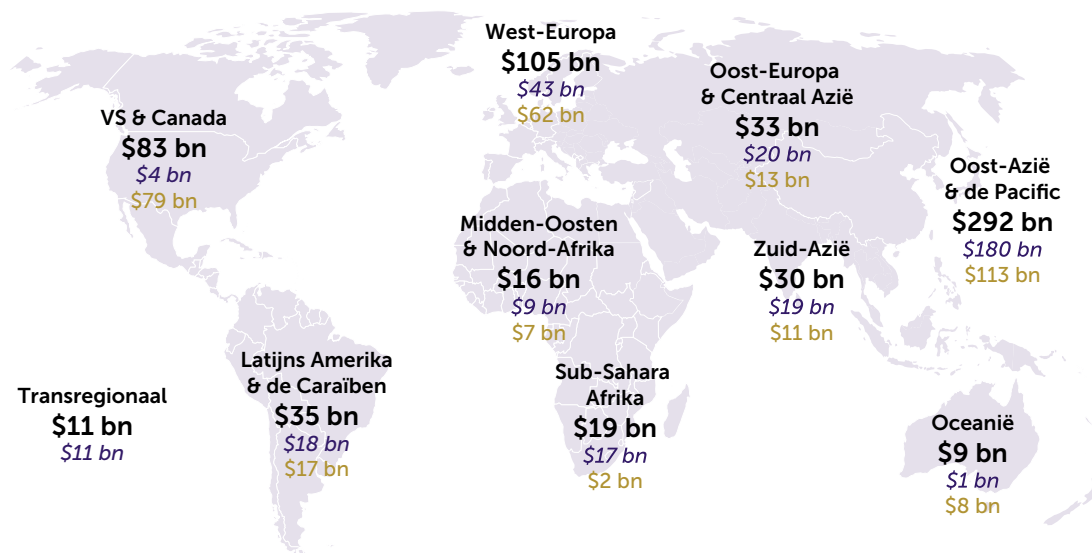 West-Europa
$105 bn
$43 bn
$62 bn
Oost-Europa
& Centraal Azië
$33 bn
$20 bn
$13 bn
VS & Canada
$83 bn
$4 bn
$79 bn
Oost-Azië
& de Pacific
$292 bn
$180 bn
$113 bn
Midden-Oosten
& Noord-Afrika
$16 bn
$9 bn
$7 bn
Zuid-Azië
$30 bn
$19 bn
$11 bn
Latijns Amerika
& de Caraïben
$35 bn
$18 bn
$17 bn
Sub-Sahara
Afrika
$19 bn
$17 bn
$2 bn
Transregionaal
$11 bn
$11 bn
Oceanië
$9 bn
$1 bn
$8 bn